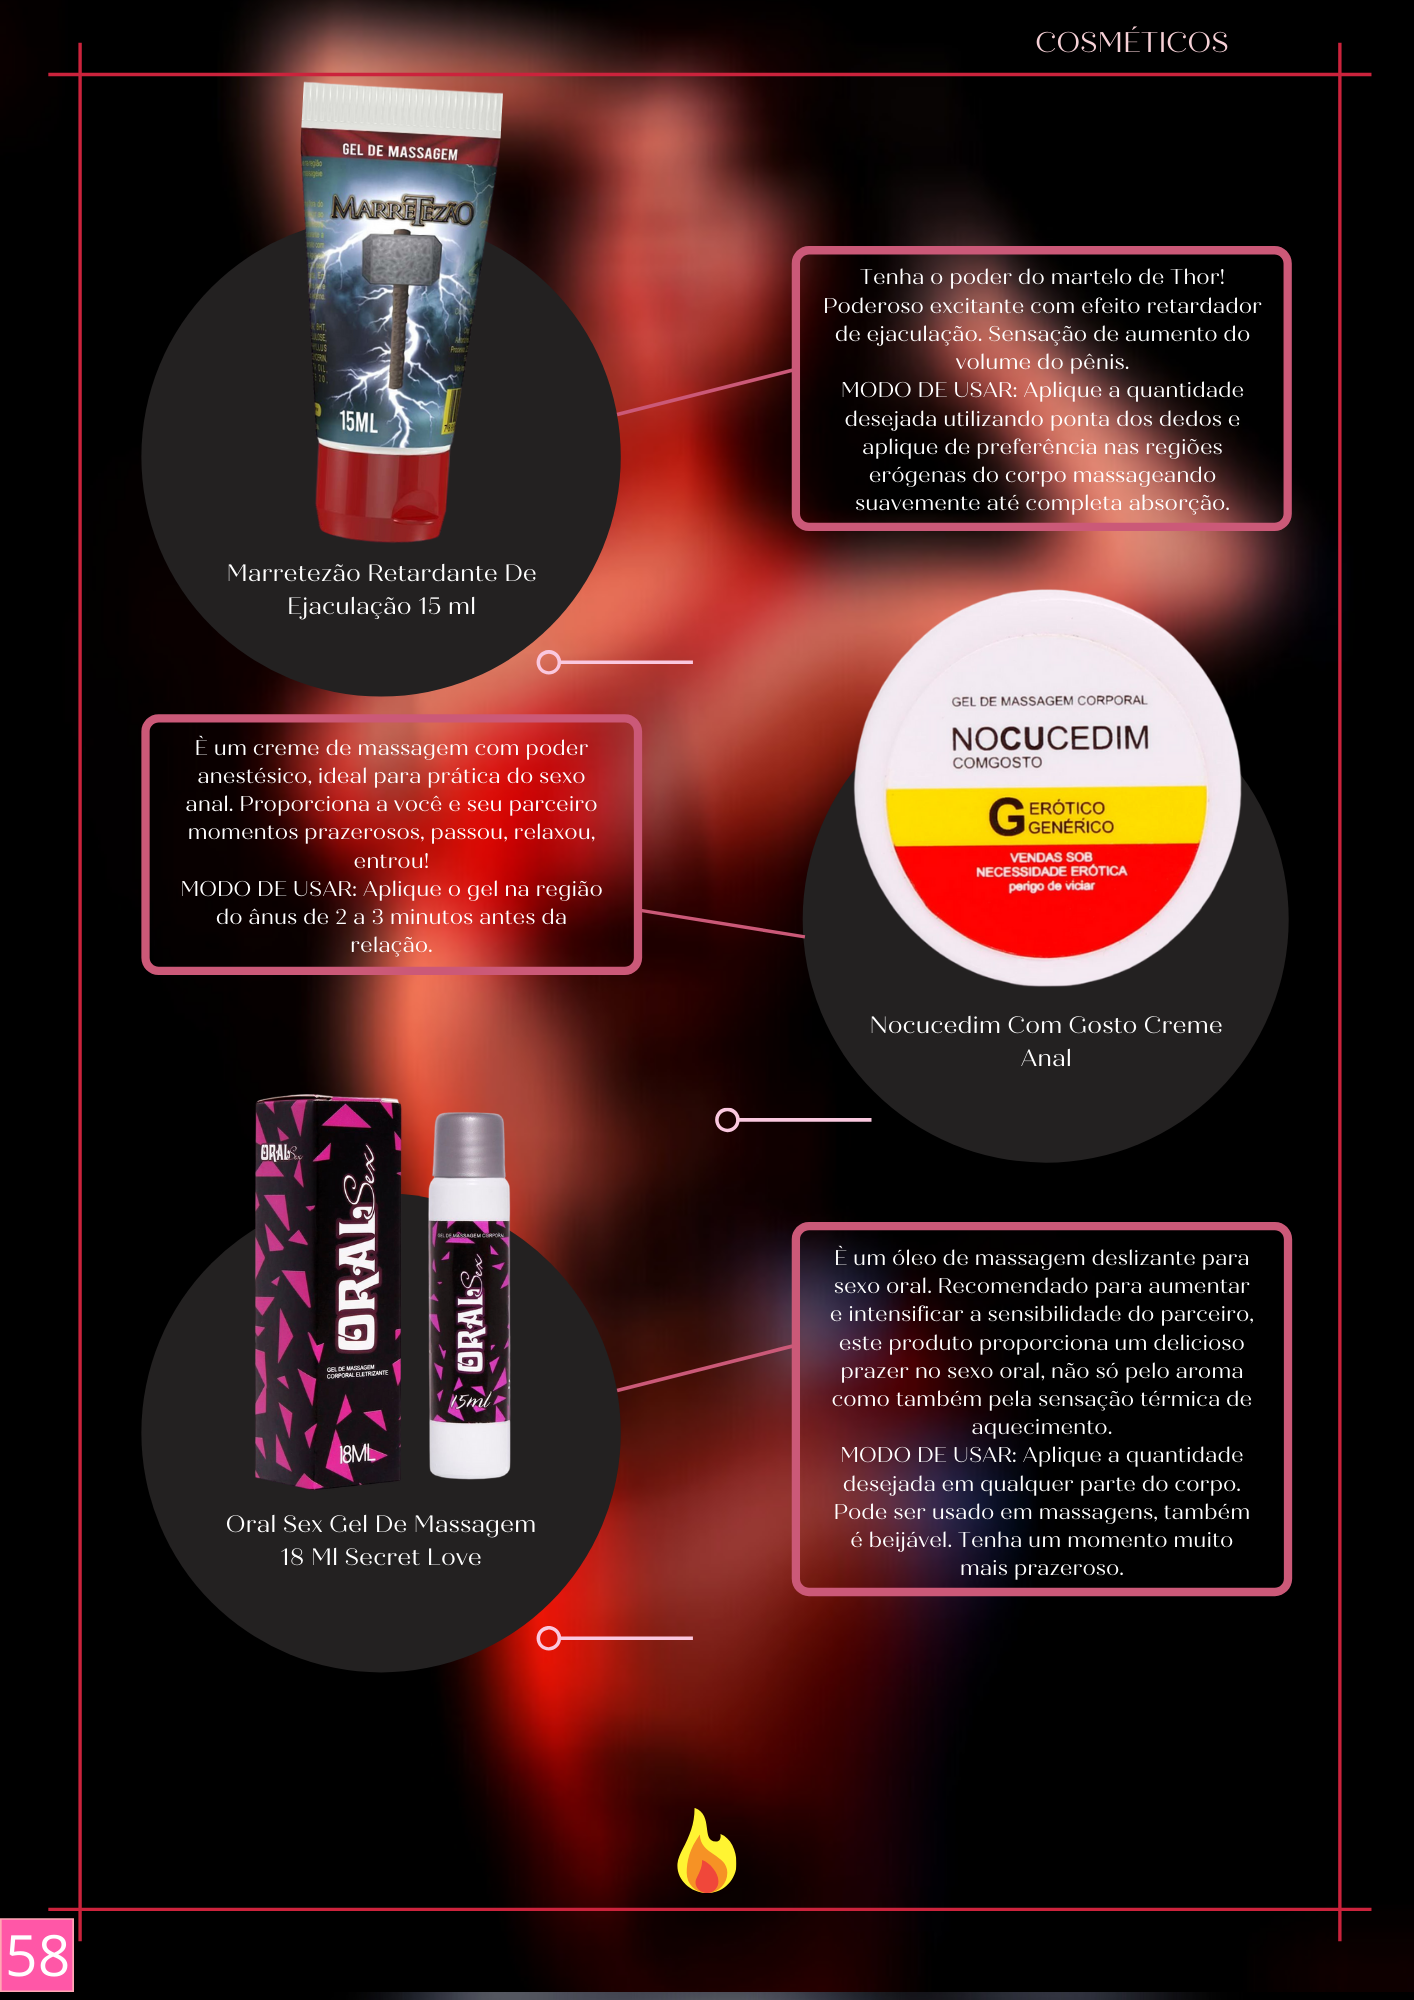 COSMÉTICOS
GEL DE MASSAGEM
MARRETEZÃO
15ML
Marretezão Retardante De
Ejaculação 15 ml
Tenha o poder do martelo de Thor!
Poderoso excitante com efeito retardador
de ejaculação. Sensação de aumento do
volume do pênis.
MODO DE USAR: Aplique a quantidade
desejada utilizando ponta dos dedos e
aplique de preferência nas regiões
erógenas do corpo massageando
suavemente até completa absorção.
È um creme de massagem com poder
anestésico, ideal para prática do sexo
anal. Proporciona a você e seu parceiro
momentos prazerosos, passou, relaxou,
entrou!
MODO DE USAR: Aplique o gel na região
do ânus de 2 a 3 minutos antes da
relação.
GEL DE MASSAGEM CORPORAL
NOCUCEDIM
COMGOSTO
G ERÓTICO
GENÉRICO
VENDAS SOB
NECESSIDADE ERÓTICA
perigo de viciar
Nocucedim Com Gosto Creme
Anal
ORAL Sex
ORAL Sex
GEL DE MASSAGEM
CORPORAL ELETRIZANTE
18ML
GEL DE MASSAGEM CORPORAL
ORAL Sex
15ml
Oral Sex Gel De Massagem
18 Ml Secret Love
È um óleo de massagem deslizante para
sexo oral. Recomendado para aumentar
e intensificar a sensibilidade do parceiro,
este produto proporciona um delicioso
prazer no sexo oral, não só pelo aroma
como também pela sensação térmica de
aquecimento.
MODO DE USAR: Aplique a quantidade
desejada em qualquer parte do corpo.
Pode ser usado em massagens, também
é beijável. Tenha um momento muito
mais prazeroso.
58